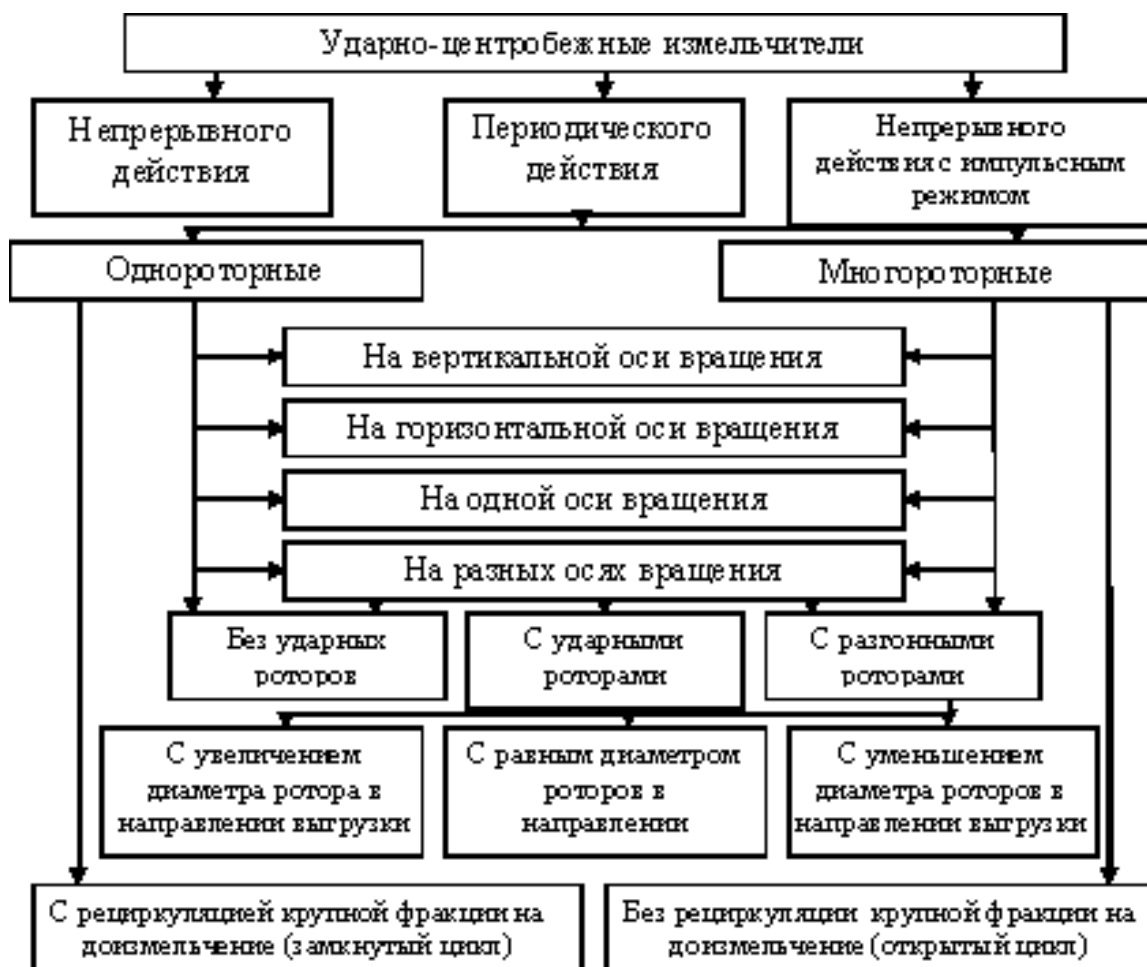 Ударно-центробежные измельчители
Непрерывного
действия
Периодического
действия
Непрерывного
действия с импульсным
режимом
Однороторные
Многороторные
На вертикальной оси вращения
На горизонтальной оси вращения
На одной оси вращения
На разных осях вращения
Без ударных
роторов
С ударными
роторами
С разгонными
роторами
С увеличением
диаметра ротора в
направлении выгрузки
С равным диаметром
роторов в
направлении
С уменьшением
диаметра роторов в
направлении выгрузки
С рециркуляцией крупной фракции на
доизмельчение (замкнутый цикл)
Без рециркуляции крупной фракции на
доизмельчение (открытый цикл)